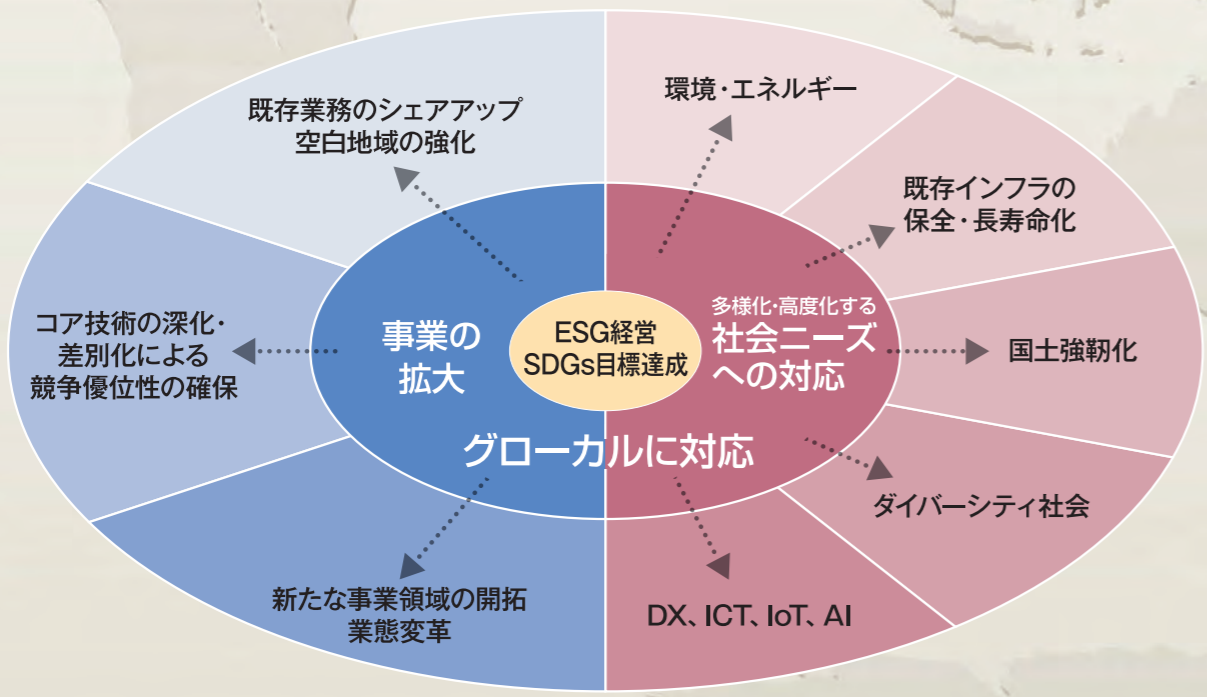 既存業務のシェアアップ
空白地域の強化
環境・エネルギー
既存インフラの
保全・長寿命化
コア技術の深化・
差別化による
競争優位性の確保
事業の
拡大
ESG経営
SDGs目標達成
多様化・高度化する
社会ニーズ
への対応
国土強靭化
グローカルに対応
ダイバーシティ社会
新たな事業領域の開拓
業態変革
DX、ICT、IoT、AI